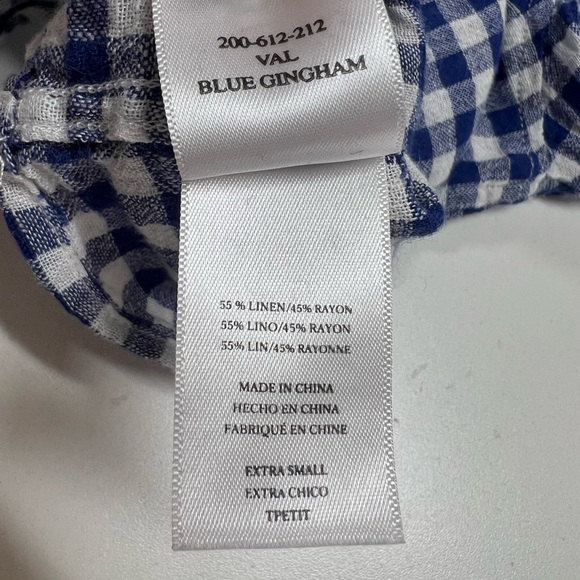 200-612-212
VAL
BLUE GINGHAM
55 % LINEN/45% RAYON
55% LINO/45% RAYON
55% LIN/45% RAYONNE
MADE IN CHINA
HECHO EN CHINA
FABRIQUÉ EN CHINE
EXTRA SMALL
EXTRA CHICO
TPETIT